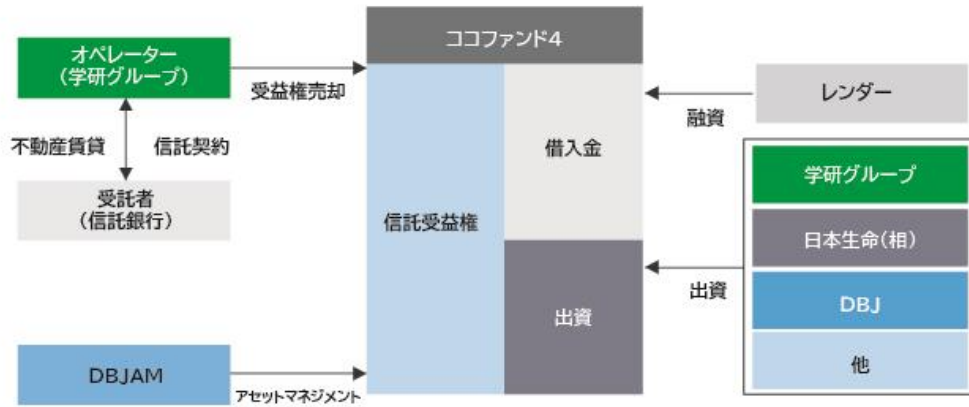 オペレーター
（学研グループ）
受益権売却
不動産賃貸
信託契約
受託者
（信託銀行）
DBJAM
アセットマネジメント
ココファンド4
信託受益権
借入金
出資
融資
レンダー
出資
学研グループ
日本生命（相）
DBJ
他